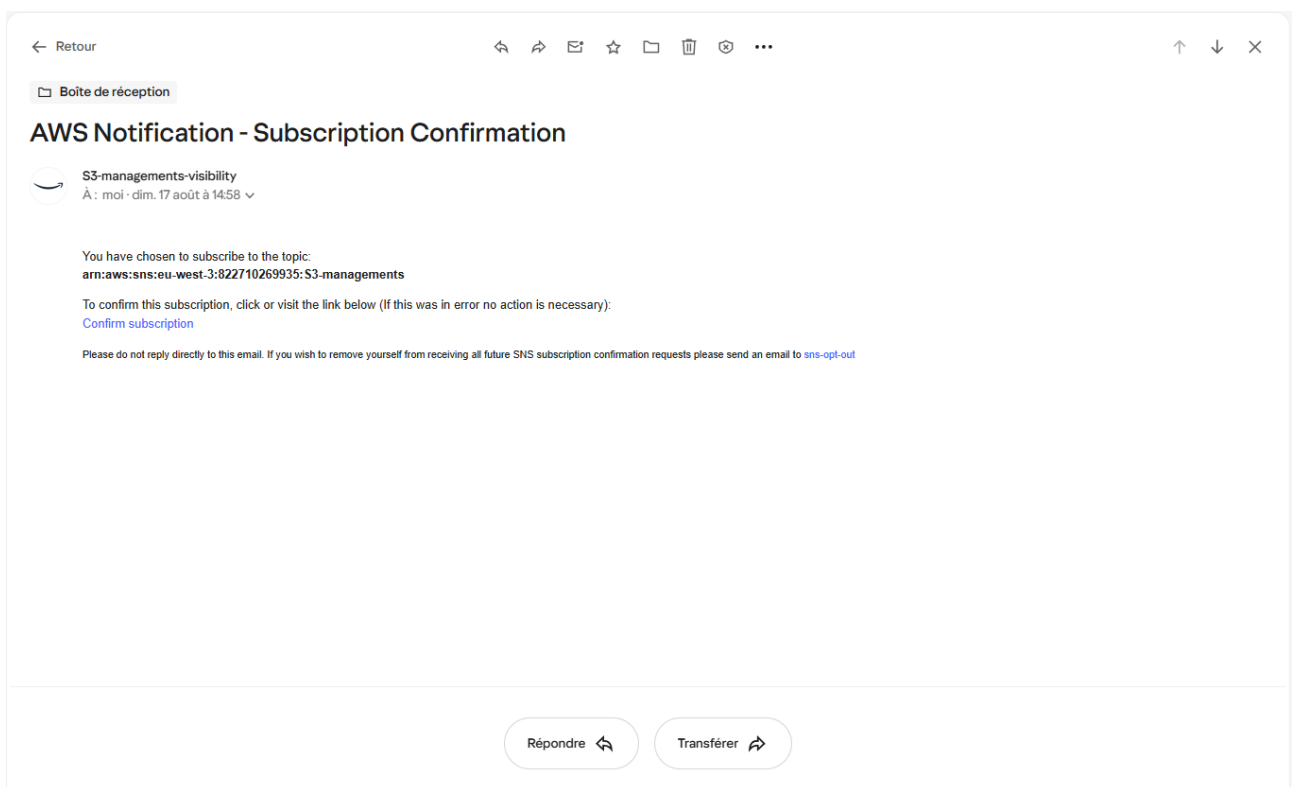 Retour
Boîte de réception
AWS Notification - Subscription Confirmation
S3-managements-visibility
À : moi · dim. 17 août à 14:58
You have chosen to subscribe to the topic:
arn:aws:sns:eu-west-3:822710269935:S3-managements
To confirm this subscription, click or visit the link below (If this was in error no action is necessary):
Confirm subscription
Please do not reply directly to this email. If you wish to remove yourself from receiving all future SNS subscription confirmation requests please send an email to sns-opt-out
Répondre
Transférer